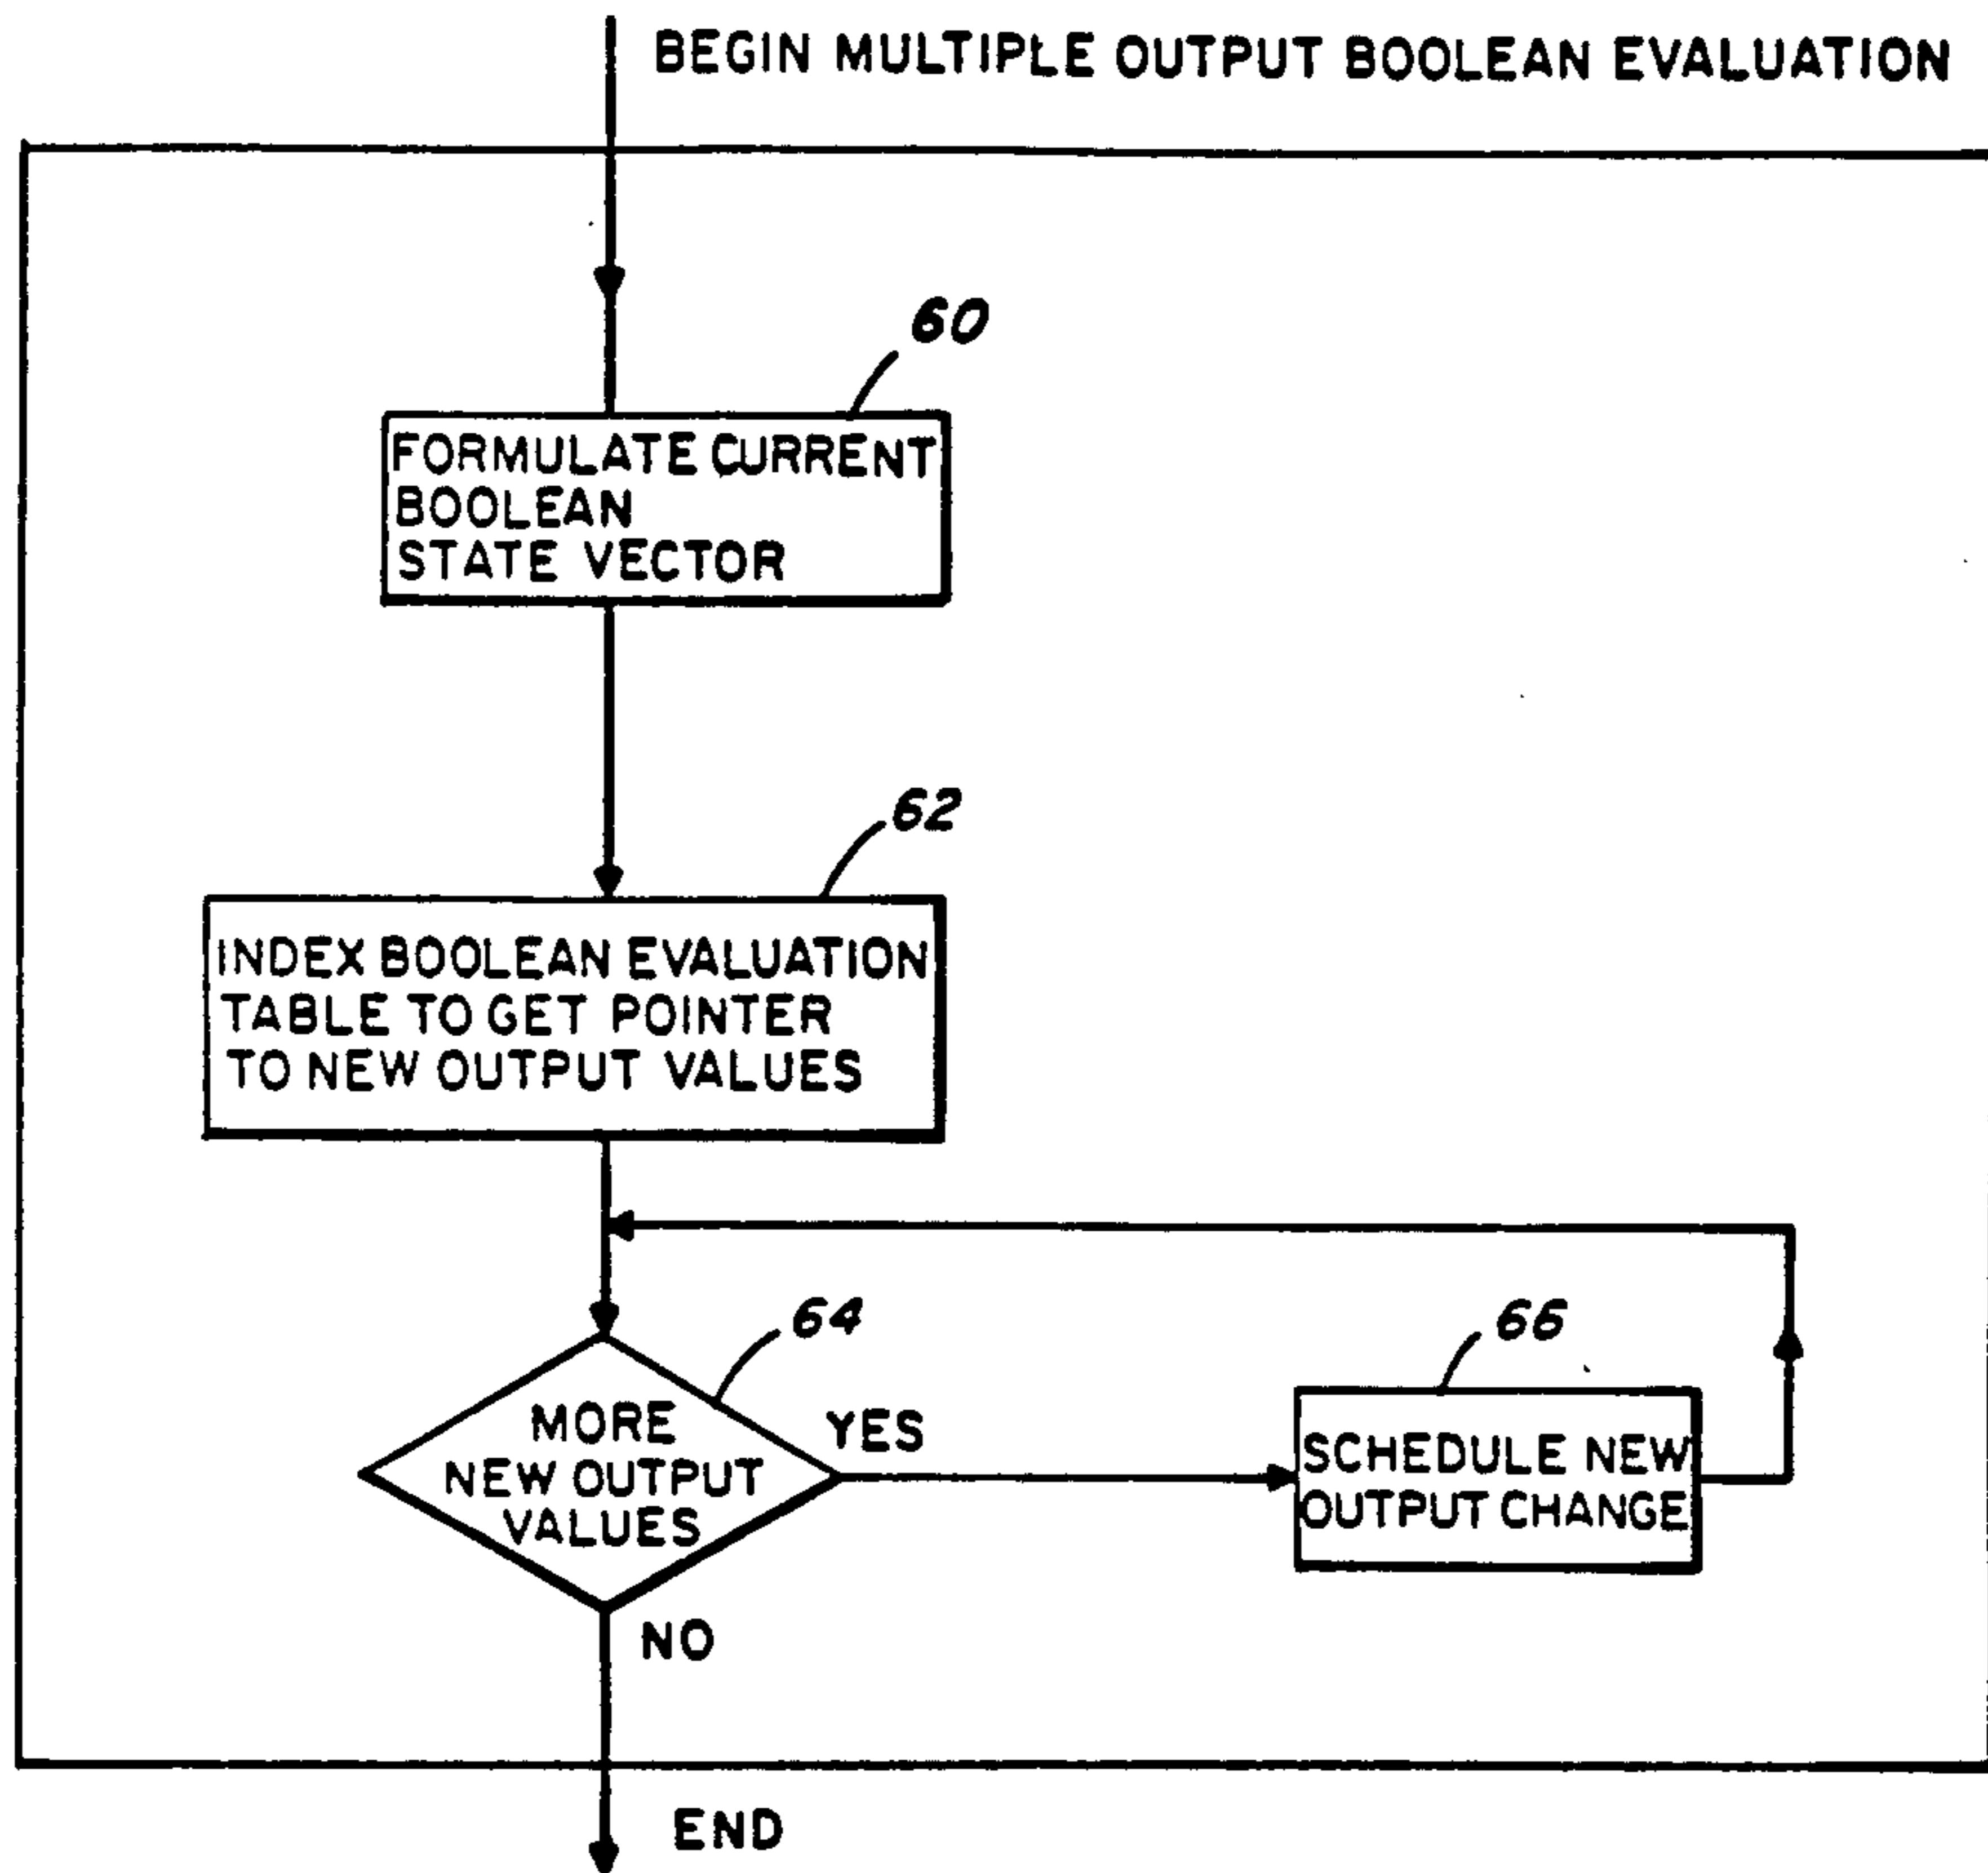 BEGIN MULTIPLE OUTPUT BOOLEAN EVALUATION
60
FORMULATE CURRENT
BOOLEAN
STATE VECTOR
62
INDEX BOOLEAN EVALUATION
TABLE TO GET POINTER
TO NEW OUTPUT VALUES
64
MORE
NEW OUTPUT
VALUES
YES
66
SCHEDULE NEW
OUTPUT CHANGE
NO
END